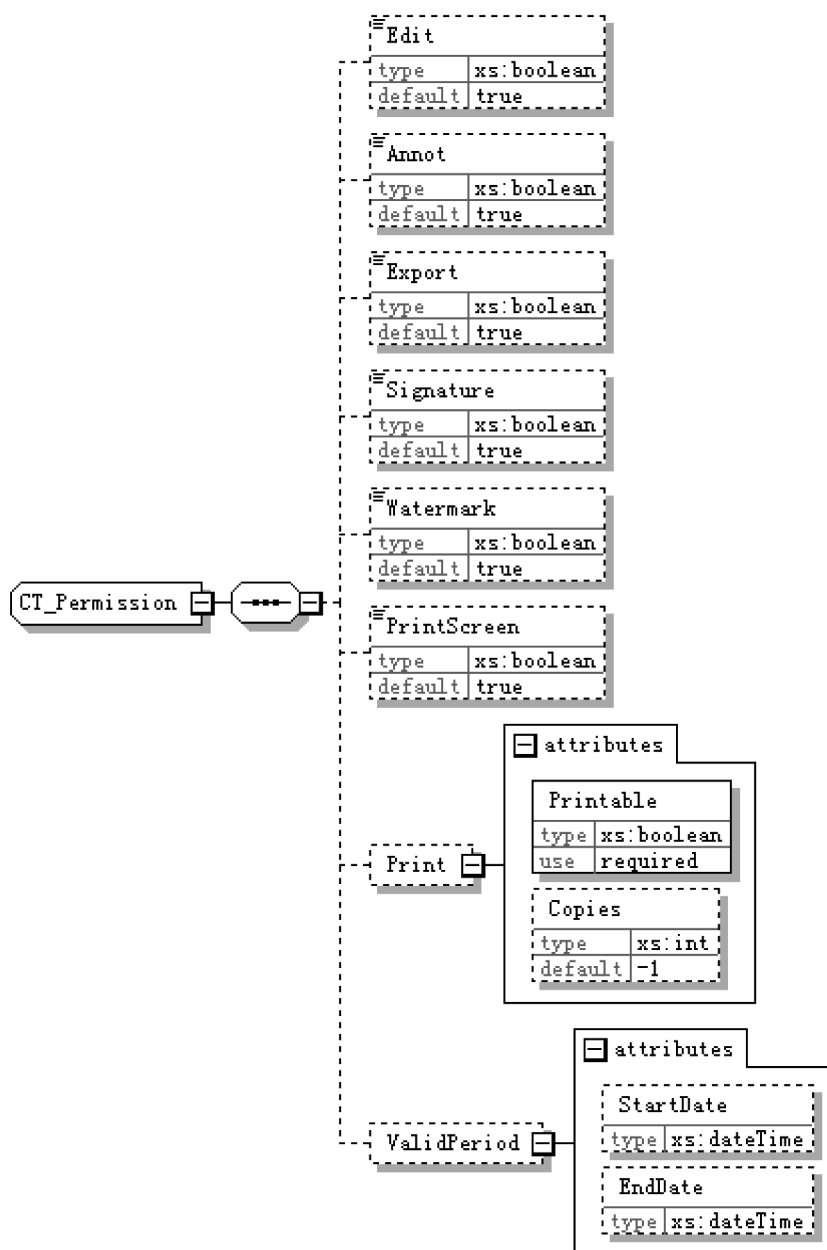 Edit
type xs:boolean
default true
Annot
type xs:boolean
default true
Export
type xs:boolean
default true
Signature
type xs:boolean
default true
Watermark
type xs:boolean
default true
CT_Permission
PrintScreen
type xs:boolean
default true
attributes
Printable
type xs:boolean
use required
Print
Copies
type xs:int
default -1
attributes
StartDate
type xs:dateTime
ValidPeriod
EndDate
type xs:dateTime